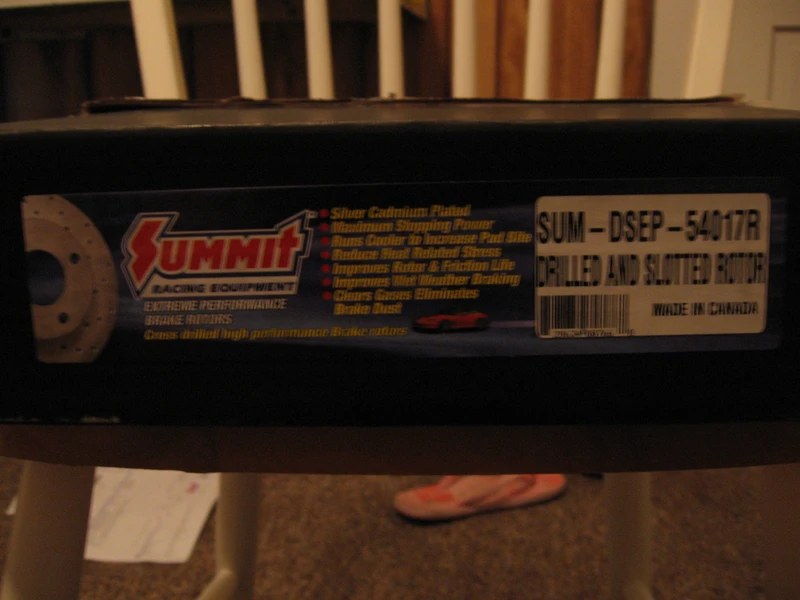 SUMMIT
RACING EQUIPMENT
EXTREME PERFORMANCE
BRAKE ROTORS
Cross drilled high performance Brake rotors
Silver Cadmium Plated
Maximum Stopping Power
Runs Cooler to Increase Pad Bite
Reduce Heat Related Stress
Improves Rotor & Friction Life
Improves Wet Weather Braking
Clears Gases Eliminates
Brake Dust
SUM-DSEP-54017R
DRILLED AND SLOTTED ROTOR
MADE IN CANADA